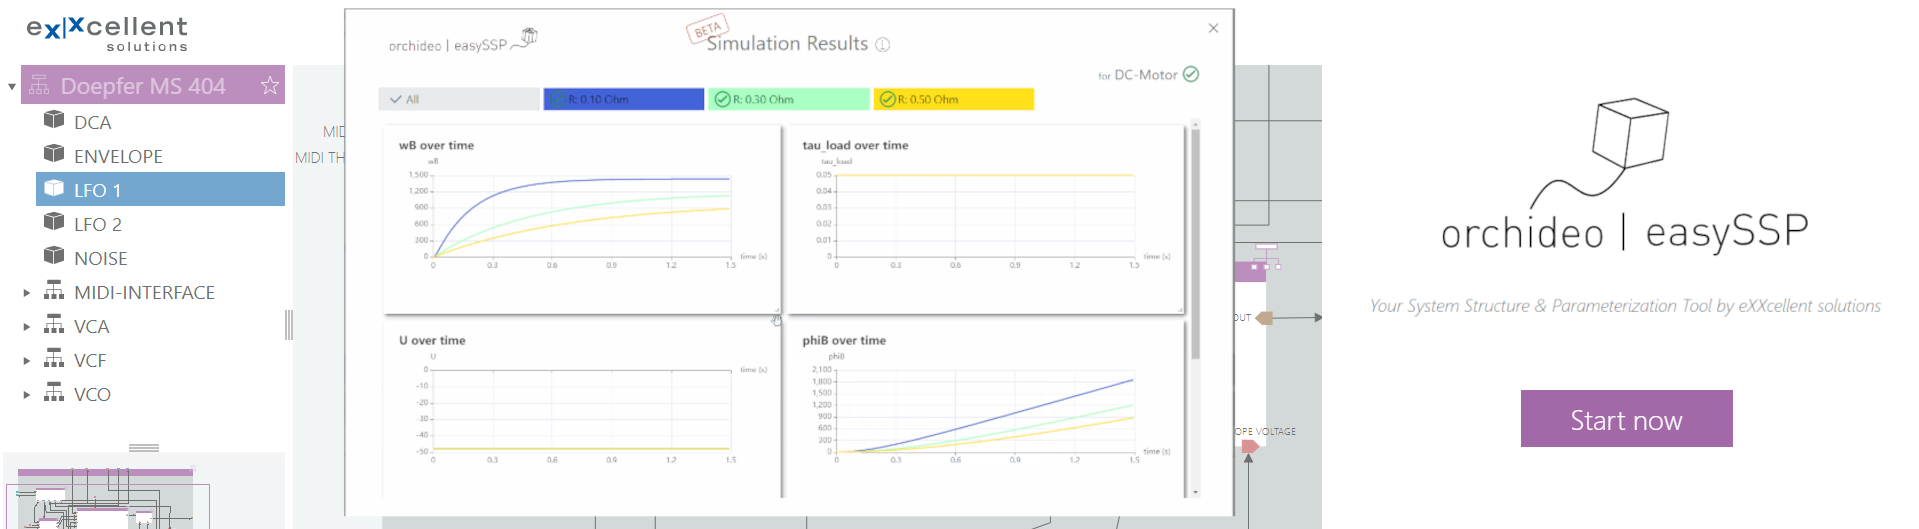 eXXcellent
solutions
Doepfer MS 404
DCA
ENVELOPE
LFO 1
LFO 2
NOISE
MIDI-INTERFACE
VCA
VCF
VCO
MIDI TH
orchideo | easySSP
BETA
Simulation Results
for DC-Motor
All
R: 0.10 Ohm
R: 0.30 Ohm
R: 0.50 Ohm
wB over time
wB
1,500
1,200
900
600
300
0
0
0.3
0.6
0.9
1.2
1.5
time (s)
tau_load over time
tau_load
0.05
0.04
0.03
0.02
0.01
0
0
0.3
0.6
0.9
1.2
1.5
time (s)
U over time
U
0
-10
-20
-30
-40
-50
0
0.3
0.6
0.9
1.2
1.5
time (s)
phiB over time
phiB
2,100
1,800
1,500
1,200
900
600
300
0
0
0.3
0.6
0.9
1.2
1.5
time (s)
OUT
OPE VOLTAGE
orchideo | easySSP
Your System Structure & Parameterization Tool by eXXcellent solutions
Start now